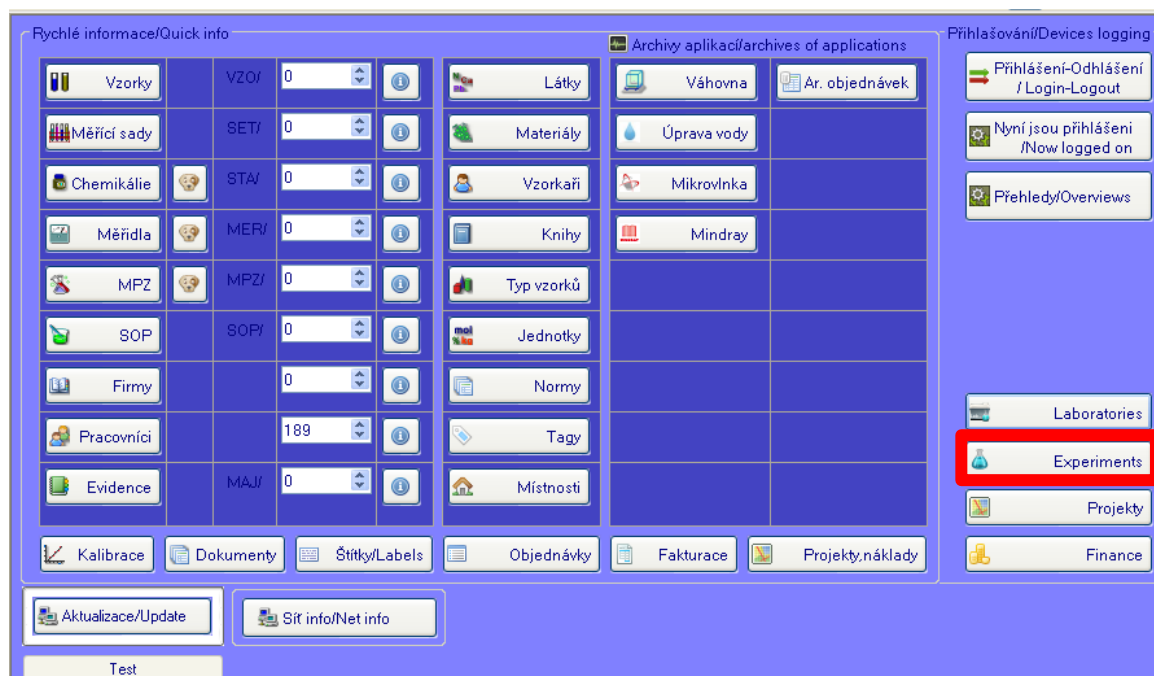 Rychlé informace/Quick info
Archivy aplikací/archives of applications
Přihlašování/Devices logging
Vzorky
VZO/
0
Látky
Váhovna
Ar. objednávek
Přihlášení-Odhlášení
/ Login-Logout
Měřící sady
SET/
0
Materiály
Úprava vody
Nyní jsou přihlášeni
/Now logged on
Chemikálie
STA/
0
Vzorkaři
Mikrovlnka
Přehledy/Overviews
Měřidla
MER/
0
Knihy
Mindray
MPZ
MPZ/
0
Typ vzorků
SOP
SOP/
0
mol
Jednotky
Firmy
0
Normy
Laboratories
Pracovníci
189
Tagy
Experiments
Evidence
MAJ/
0
Místnosti
Projekty
Kalibrace
Dokumenty
Štítky/Labels
Objednávky
Fakturace
Projekty,náklady
Finance
Aktualizace/Update
Síť info/Net info
Test